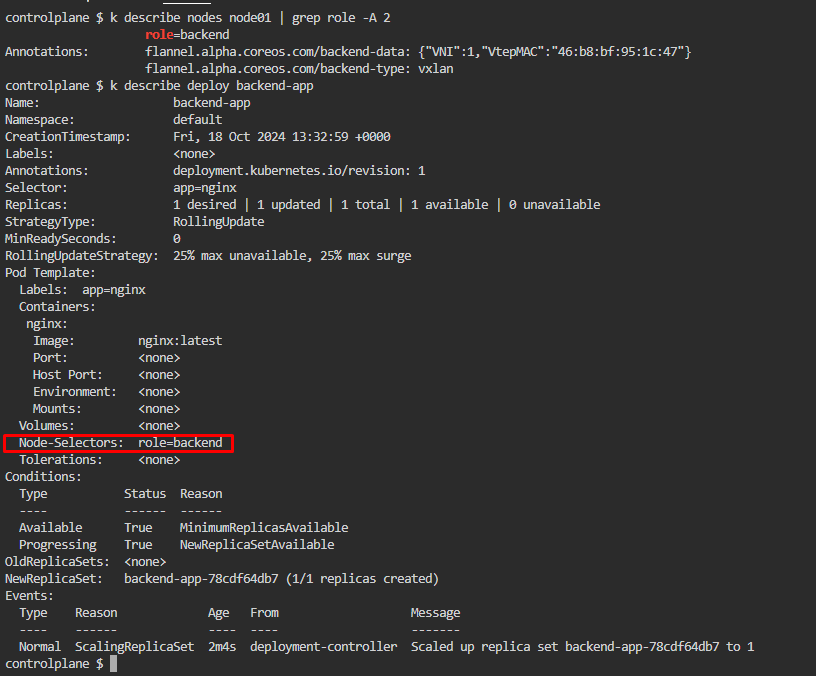 controlplane $ k describe nodes node01 | grep role -A 2
                    role=backend
Annotations:        flannel.alpha.coreos.com/backend-data: {"VNI":1,"VtepMAC":"46:b8:bf:95:1c:47"}
                    flannel.alpha.coreos.com/backend-type: vxlan
controlplane $ k describe deploy backend-app
Name:                   backend-app
Namespace:              default
CreationTimestamp:      Fri, 18 Oct 2024 13:32:59 +0000
Labels:                 <none>
Annotations:            deployment.kubernetes.io/revision: 1
Selector:               app=nginx
Replicas:               1 desired | 1 updated | 1 total | 1 available | 0 unavailable
StrategyType:           RollingUpdate
MinReadySeconds:        0
RollingUpdateStrategy:  25% max unavailable, 25% max surge
Pod Template:
  Labels:  app=nginx
  Containers:
   nginx:
    Image:         nginx:latest
    Port:          <none>
    Host Port:     <none>
    Environment:   <none>
    Mounts:        <none>
  Volumes:         <none>
  Node-Selectors:  role=backend
  Tolerations:     <none>
Conditions:
  Type           Status  Reason
  ----           ------  ------
  Available      True    MinimumReplicasAvailable
  Progressing    True    NewReplicaSetAvailable
OldReplicaSets:  <none>
NewReplicaSet:   backend-app-78cdf64db7 (1/1 replicas created)
Events:
  Type    Reason             Age   From                   Message
  ----    ------             ----  ----                   -------
  Normal  ScalingReplicaSet  2m4s  deployment-controller  Scaled up replica set backend-app-78cdf64db7 to 1
controlplane $